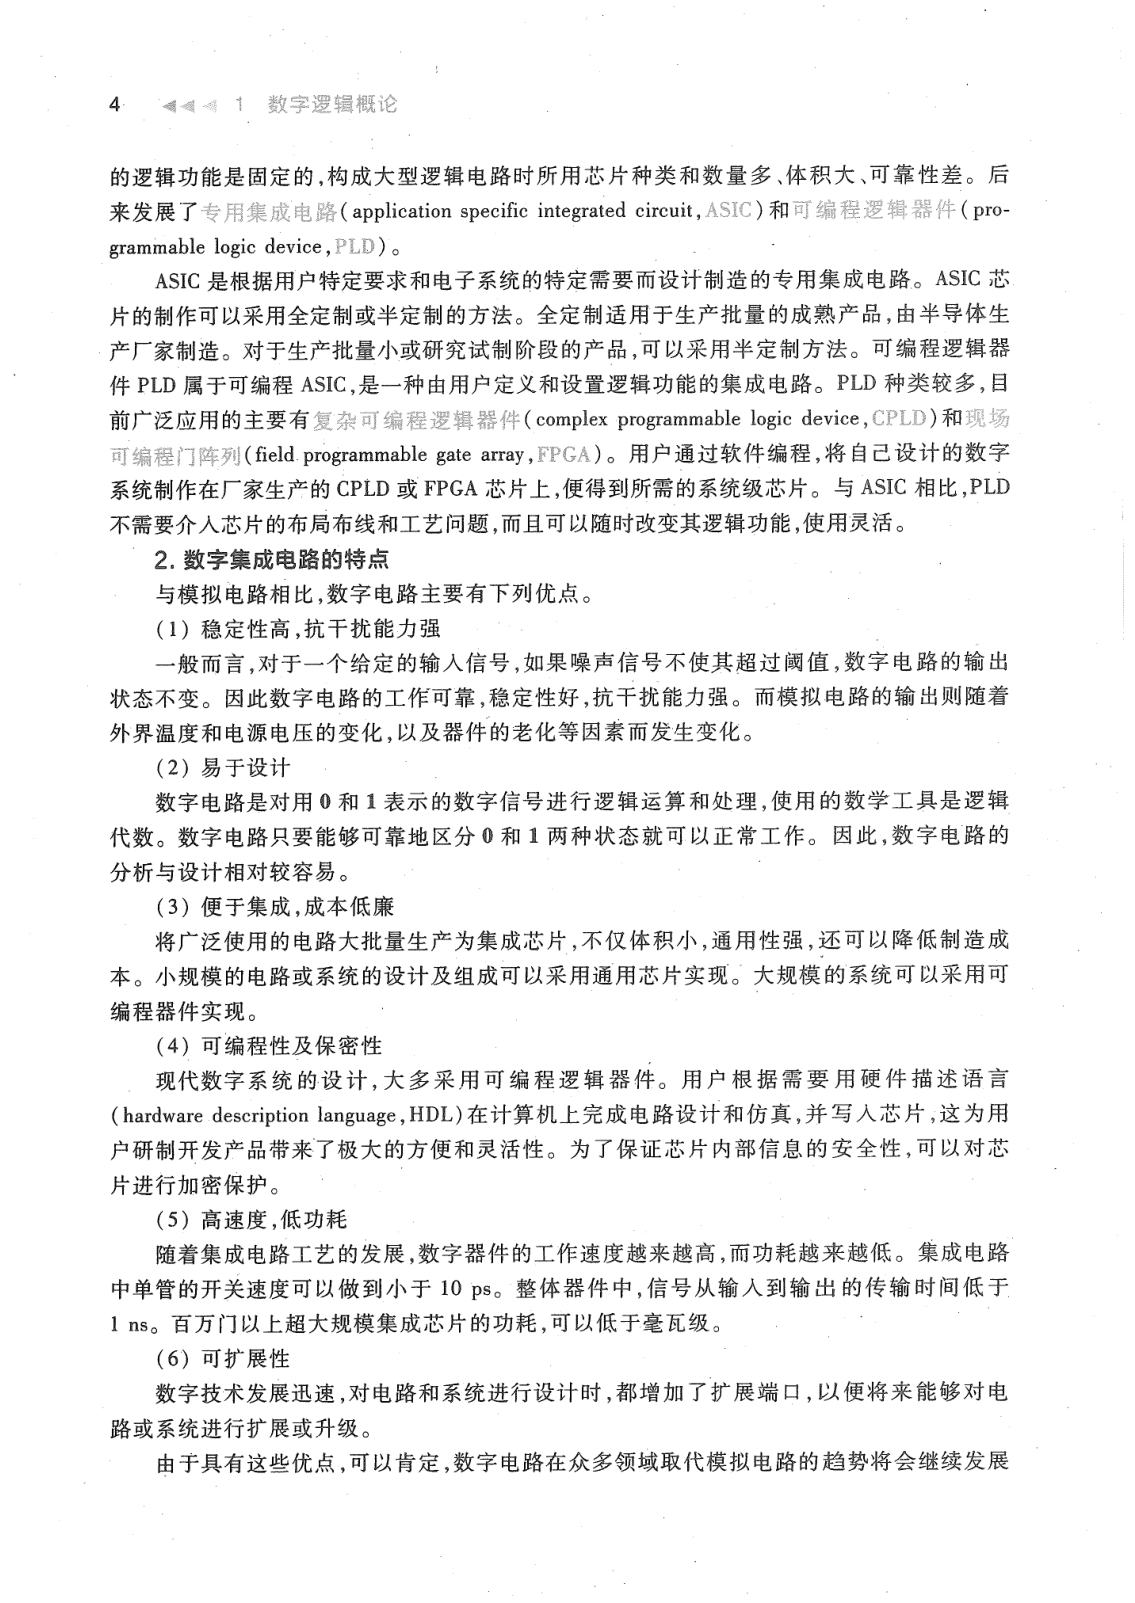 4 1 数字逻辑概论
的逻辑功能是固定的,构成大型逻辑电路时所用芯片种类和数量多、体积大、可靠性差。后
来发展了专用集成电路(application specific integrated circuit,ASIC)和可编程逻辑器件(pro-
grammable logic device,PLD)。
ASIC 是根据用户特定要求和电子系统的特定需要而设计制造的专用集成电路。ASIC 芯
片的制作可以采用全定制或半定制的方法。全定制适用于生产批量的成熟产品,由半导体生
产厂家制造。对于生产批量小或研究试制阶段的产品,可以采用半定制方法。可编程逻辑器
件 PLD 属于可编程 ASIC,是一种由用户定义和设置逻辑功能的集成电路。PLD 种类较多,目
前广泛应用的主要有复杂可编程逻辑器件(complex programmable logic device,CPLD)和现场
可编程门阵列(field programmable gate array,FPGA)。用户通过软件编程,将自己设计的数字
系统制作在厂家生产的 CPLD 或 FPGA 芯片上,便得到所需的系统级芯片。与 ASIC 相比,PLD
不需要介入芯片的布局布线和工艺问题,而且可以随时改变其逻辑功能,使用灵活。
2. 数字集成电路的特点
与模拟电路相比,数字电路主要有下列优点。
(1) 稳定性高,抗干扰能力强
一般而言,对于一个给定的输入信号,如果噪声信号不使其超过阈值,数字电路的输出
状态不变。因此数字电路的工作可靠,稳定性好,抗干扰能力强。而模拟电路的输出则随着
外界温度和电源电压的变化,以及器件的老化等因素而发生变化。
(2) 易于设计
数字电路是对用 0 和 1 表示的数字信号进行逻辑运算和处理,使用的数学工具是逻辑
代数。数字电路只要能够可靠地区分 0 和 1 两种状态就可以正常工作。因此,数字电路的
分析与设计相对较容易。
(3) 便于集成,成本低廉
将广泛使用的电路大批量生产为集成芯片,不仅体积小,通用性强,还可以降低制造成
本。小规模的电路或系统的设计及组成可以采用通用芯片实现。大规模的系统可以采用可
编程器件实现。
(4) 可编程性及保密性
现代数字系统的设计,大多采用可编程逻辑器件。用户根据需要用硬件描述语言
(hardware description language,HDL)在计算机上完成电路设计和仿真,并写入芯片,这为用
户研制开发产品带来了极大的方便和灵活性。为了保证芯片内部信息的安全性,可以对芯
片进行加密保护。
(5) 高速度,低功耗
随着集成电路工艺的发展,数字器件的工作速度越来越高,而功耗越来越低。集成电路
中单管的开关速度可以做到小于 10 ps。整体器件中,信号从输入到输出的传输时间低于
1 ns。百万门以上超大规模集成芯片的功耗,可以低于毫瓦级。
(6) 可扩展性
数字技术发展迅速,对电路和系统进行设计时,都增加了扩展端口,以便将来能够对电
路或系统进行扩展或升级。
由于具有这些优点,可以肯定,数字电路在众多领域取代模拟电路的趋势将会继续发展